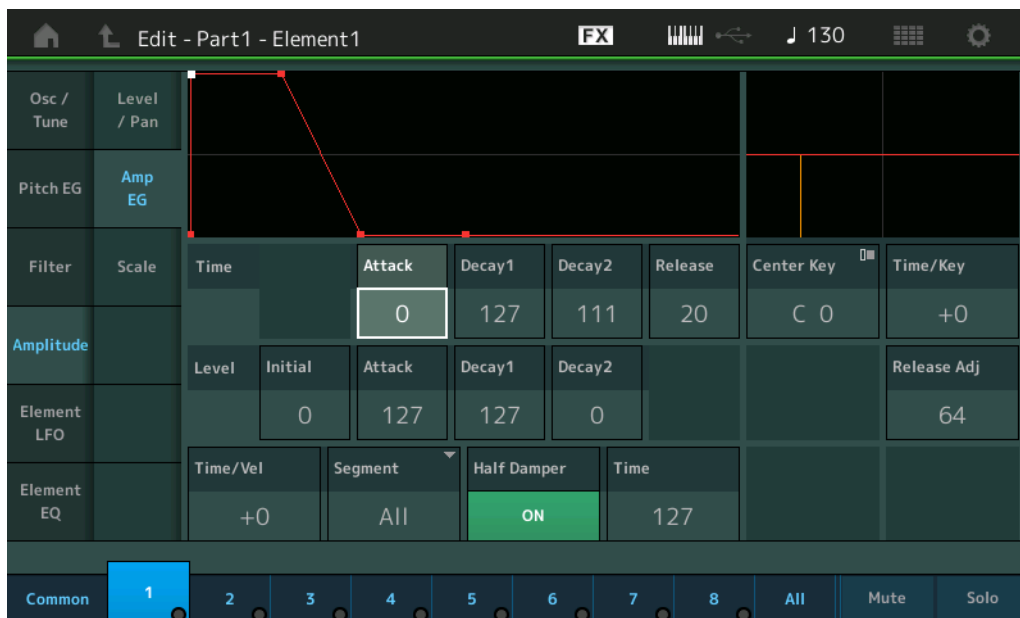 Edit - Part1 - Element1 FX 130
Osc / Tune
Level / Pan
Pitch EG
Amp EG
Filter
Scale
Amplitude
Element LFO
Element EQ
Time Attack Decay1 Decay2 Release Center Key Time/Key
0 127 111 20 C 0 +0
Level Initial Attack Decay1 Decay2 Release Adj
0 127 127 0 64
Time/Vel Segment Half Damper Time
+0 All ON 127
Common 1 2 3 4 5 6 7 8 All Mute Solo